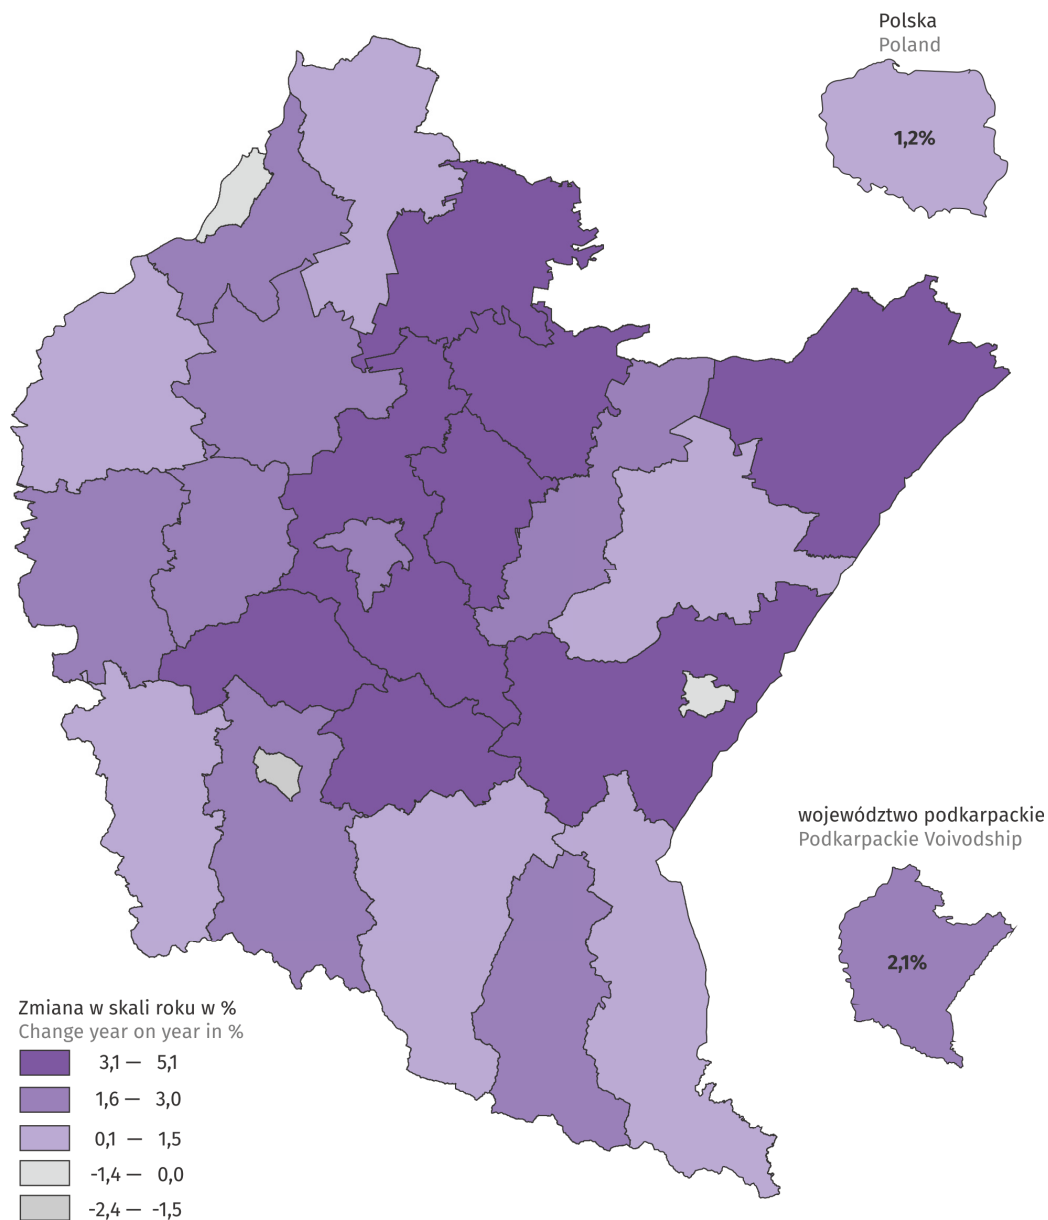 Polska
Poland
1,2%
województwo podkarpackie
Podkarpackie Voivodship
2,1%
Zmiana w skali roku w %
Change year on year in %
3,1 — 5,1
1,6 — 3,0
0,1 — 1,5
-1,4 — 0,0
-2,4 — -1,5